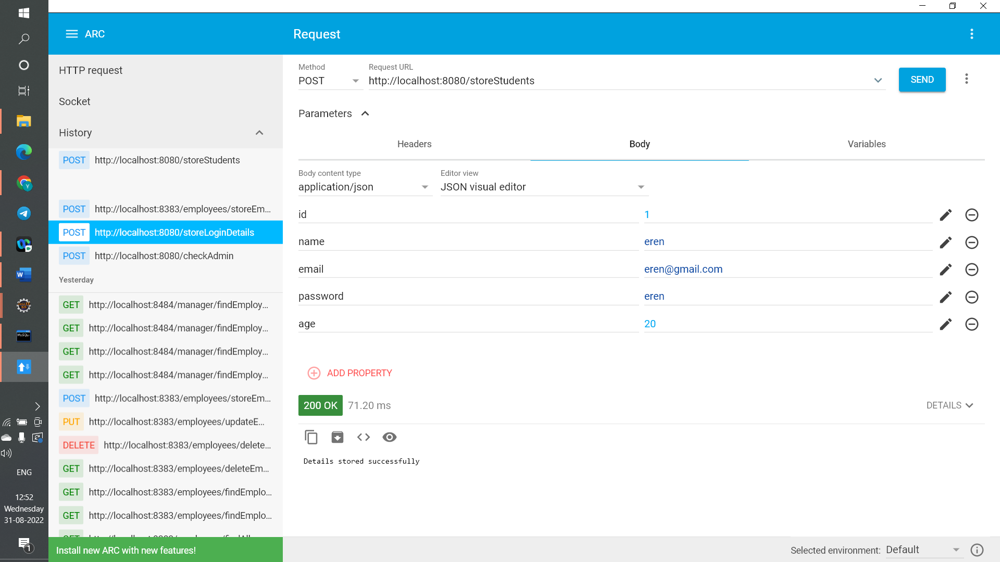 ARC
Request
HTTP request
Socket
History
POST http://localhost:8080/storeStudents
POST http://localhost:8383/employees/storeEm...
POST http://localhost:8080/storeLoginDetails
POST http://localhost:8080/checkAdmin
Yesterday
GET http://localhost:8484/manager/findEmploy...
GET http://localhost:8484/manager/findEmploy...
GET http://localhost:8484/manager/findEmploy...
GET http://localhost:8484/manager/findEmploy...
POST http://localhost:8383/employees/storeEm...
PUT http://localhost:8383/employees/updateE...
DELETE http://localhost:8383/employees/delete...
GET http://localhost:8383/employees/deleteEm...
GET http://localhost:8383/employees/findEmplo...
GET http://localhost:8383/employees/findEmplo...
Install new ARC with new features!
Method
POST
Request URL
http://localhost:8080/storeStudents
SEND
Parameters
Headers
Body
Variables
Body content type
application/json
Editor view
JSON visual editor
id 1
name eren
email eren@gmail.com
password eren
age 20
ADD PROPERTY
200 OK 71.20 ms
DETAILS
Details stored successfully
Selected environment: Default
ENG
12:52
Wednesday
31-08-2022
1